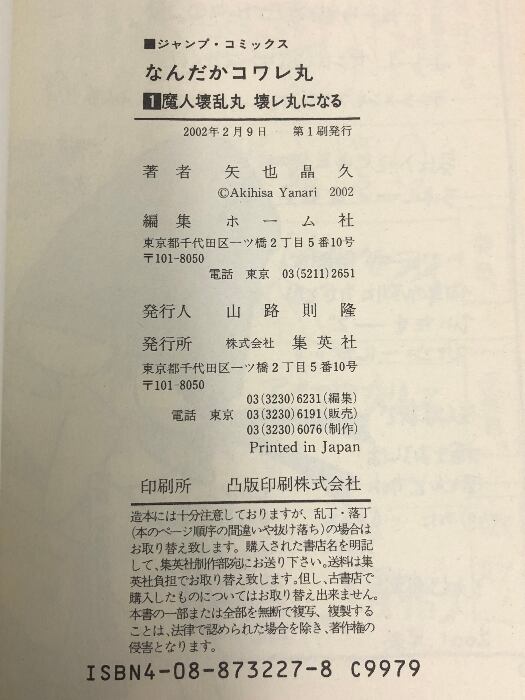 ■ジャンプ・コミックス
なんだかコワレ丸
1魔人壊乱丸 壊レ丸になる
2002年2月9日 第1刷発行
著者 矢也晶久
©Akihisa Yanari 2002
編集 ホーム社
東京都千代田区一ツ橋2丁目5番10号
〒101-8050
電話 東京 03(5211)2651
発行人 山路則隆
発行所 株式会社 集英社
東京都千代田区一ツ橋2丁目5番10号
〒101-8050
03(3230)6231(編集)
電話 東京 03(3230)6191(販売)
03(3230)6076(制作)
Printed in Japan
印刷所 凸版印刷株式会社
造本には十分注意しておりますが、乱丁・落丁
(本のページ順序の間違いや抜け落ち)の場合は
お取り替え致します。購入された書店名を明記
して、集英社制作部宛にお送り下さい。送料は集
英社負担でお取り替え致します。但し、古書店で
購入したものについてはお取り替え出来ません。
本書の一部または全部を無断で複写、複製する
ことは、法律で認められた場合を除き、著作権の
侵害となります。
ISBN4-08-873227-8 C9979